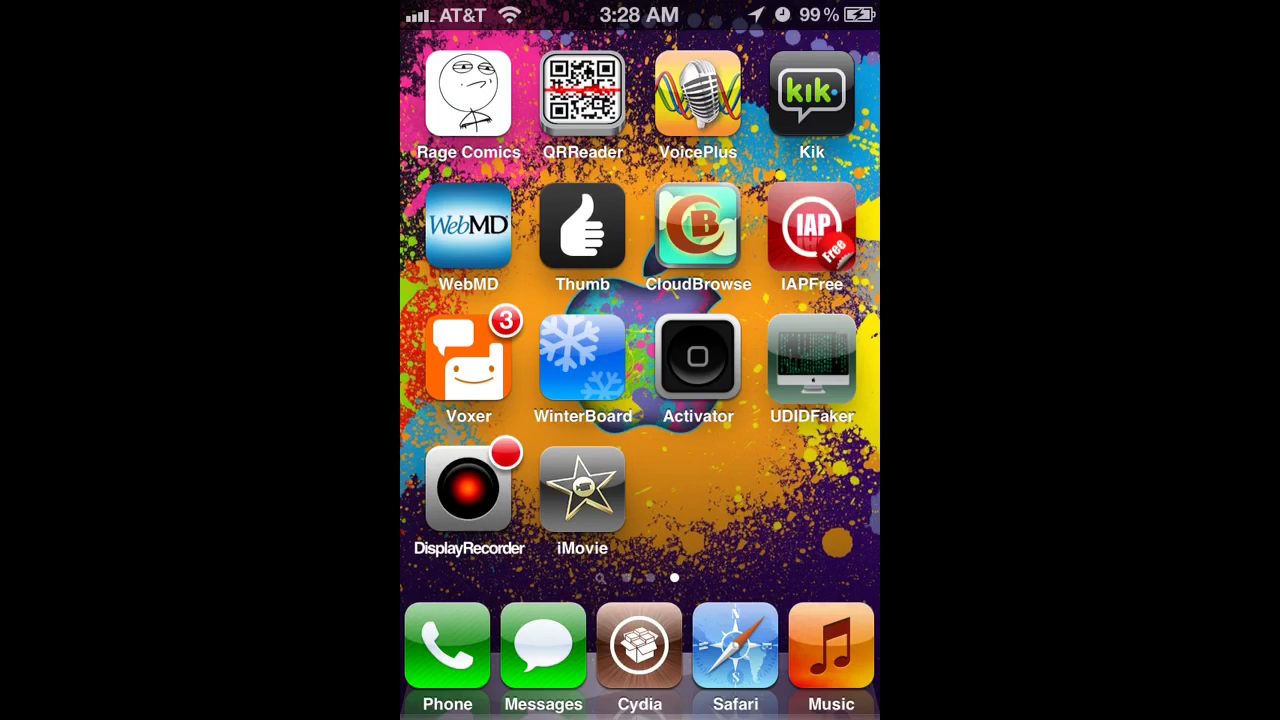 AT&T 3:28 AM 99%
kik
Rage Comics QRReader VoicePlus Kik
WebMD CB IAP Free
WebMD Thumb CloudBrowse IAPFree
3
Voxer WinterBoard Activator UDIDFaker
DisplayRecorder iMovie
N
Phone Messages Cydia Safari Music